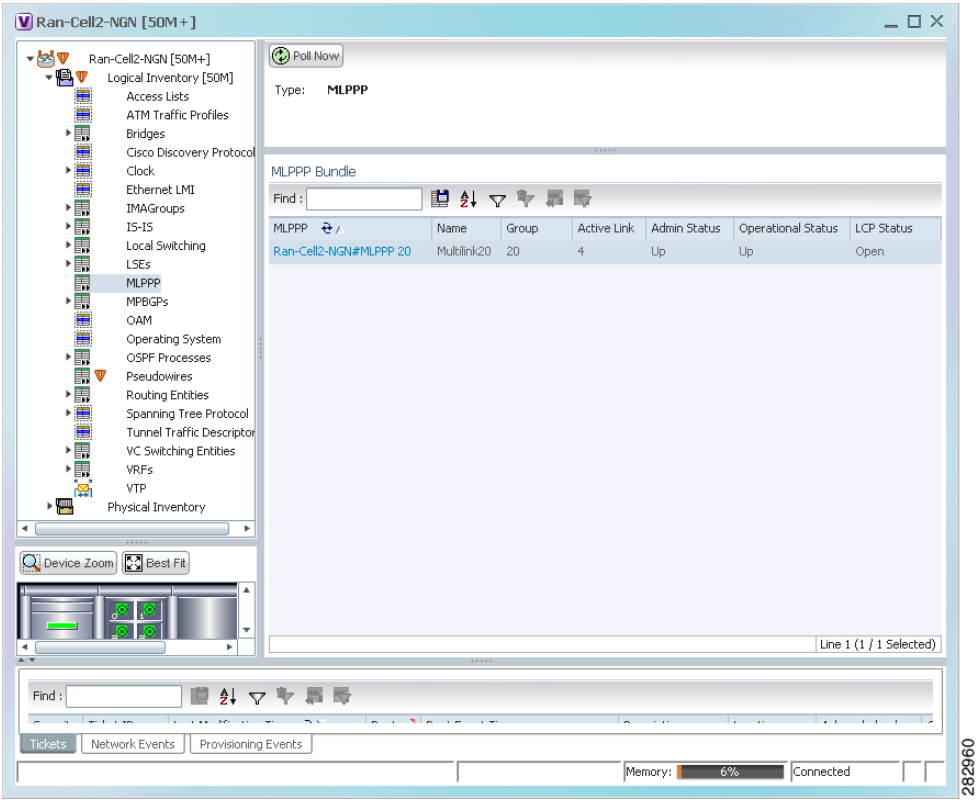 Ran-Cell2-NGN [50M+]
Ran-Cell2-NGN [50M+]
Logical Inventory [50M]
Access Lists
ATM Traffic Profiles
Bridges
Cisco Discovery Protocol
Clock
Ethernet LMI
IMAGroups
IS-IS
Local Switching
LSEs
MLPPP
MPBGPs
OAM
Operating System
OSPF Processes
Pseudowires
Routing Entities
Spanning Tree Protocol
Tunnel Traffic Descriptor
VC Switching Entities
VRFs
VTP
Physical Inventory
Device Zoom Best Fit
Poll Now
Type: MLPPP
MLPPP Bundle
Find :
MLPPP Name Group Active Link Admin Status Operational Status LCP Status
Ran-Cell2-NGN#MLPPP 20 Multilink20 20 4 Up Up Open
Line 1 (1 / 1 Selected)
Find :
Tickets Network Events Provisioning Events
Memory: 6% Connected
282960